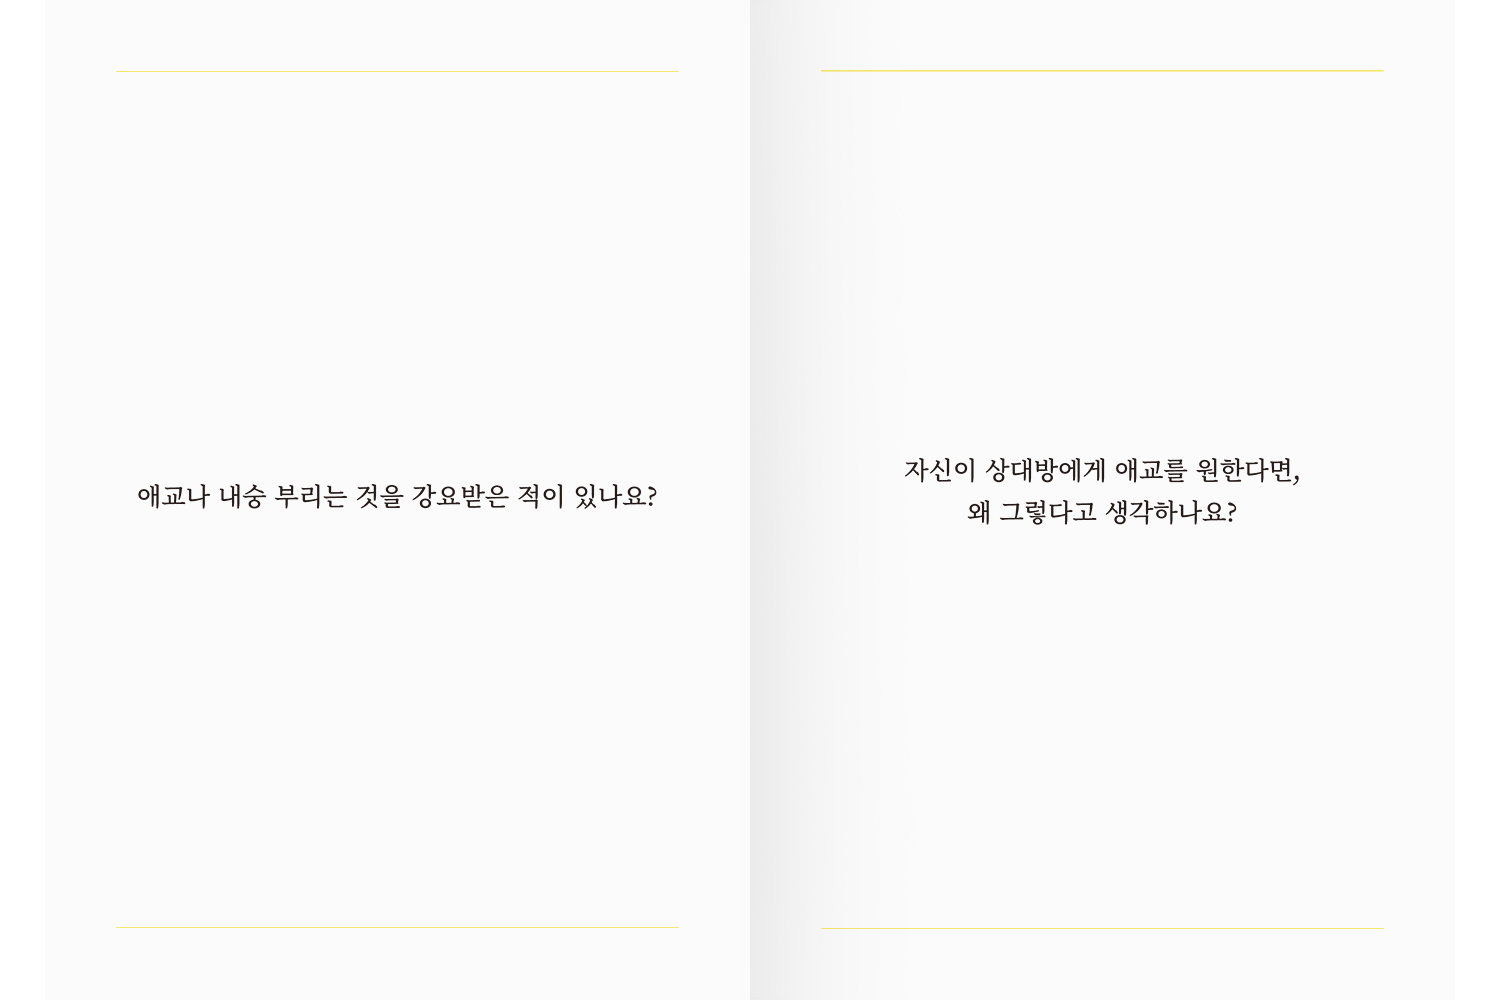 애교나 내숭 부리는 것을 강요받은 적이 있나요?
자신이 상대방에게 애교를 원한다면,
왜 그렇다고 생각하나요?